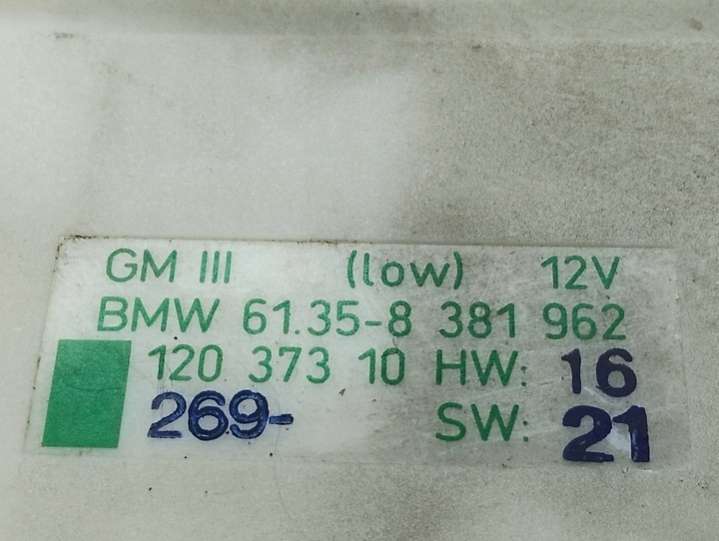 GM III (low) 12V
BMW 61.35-8 381 962
120 373 10 HW: 16
269- SW: 21